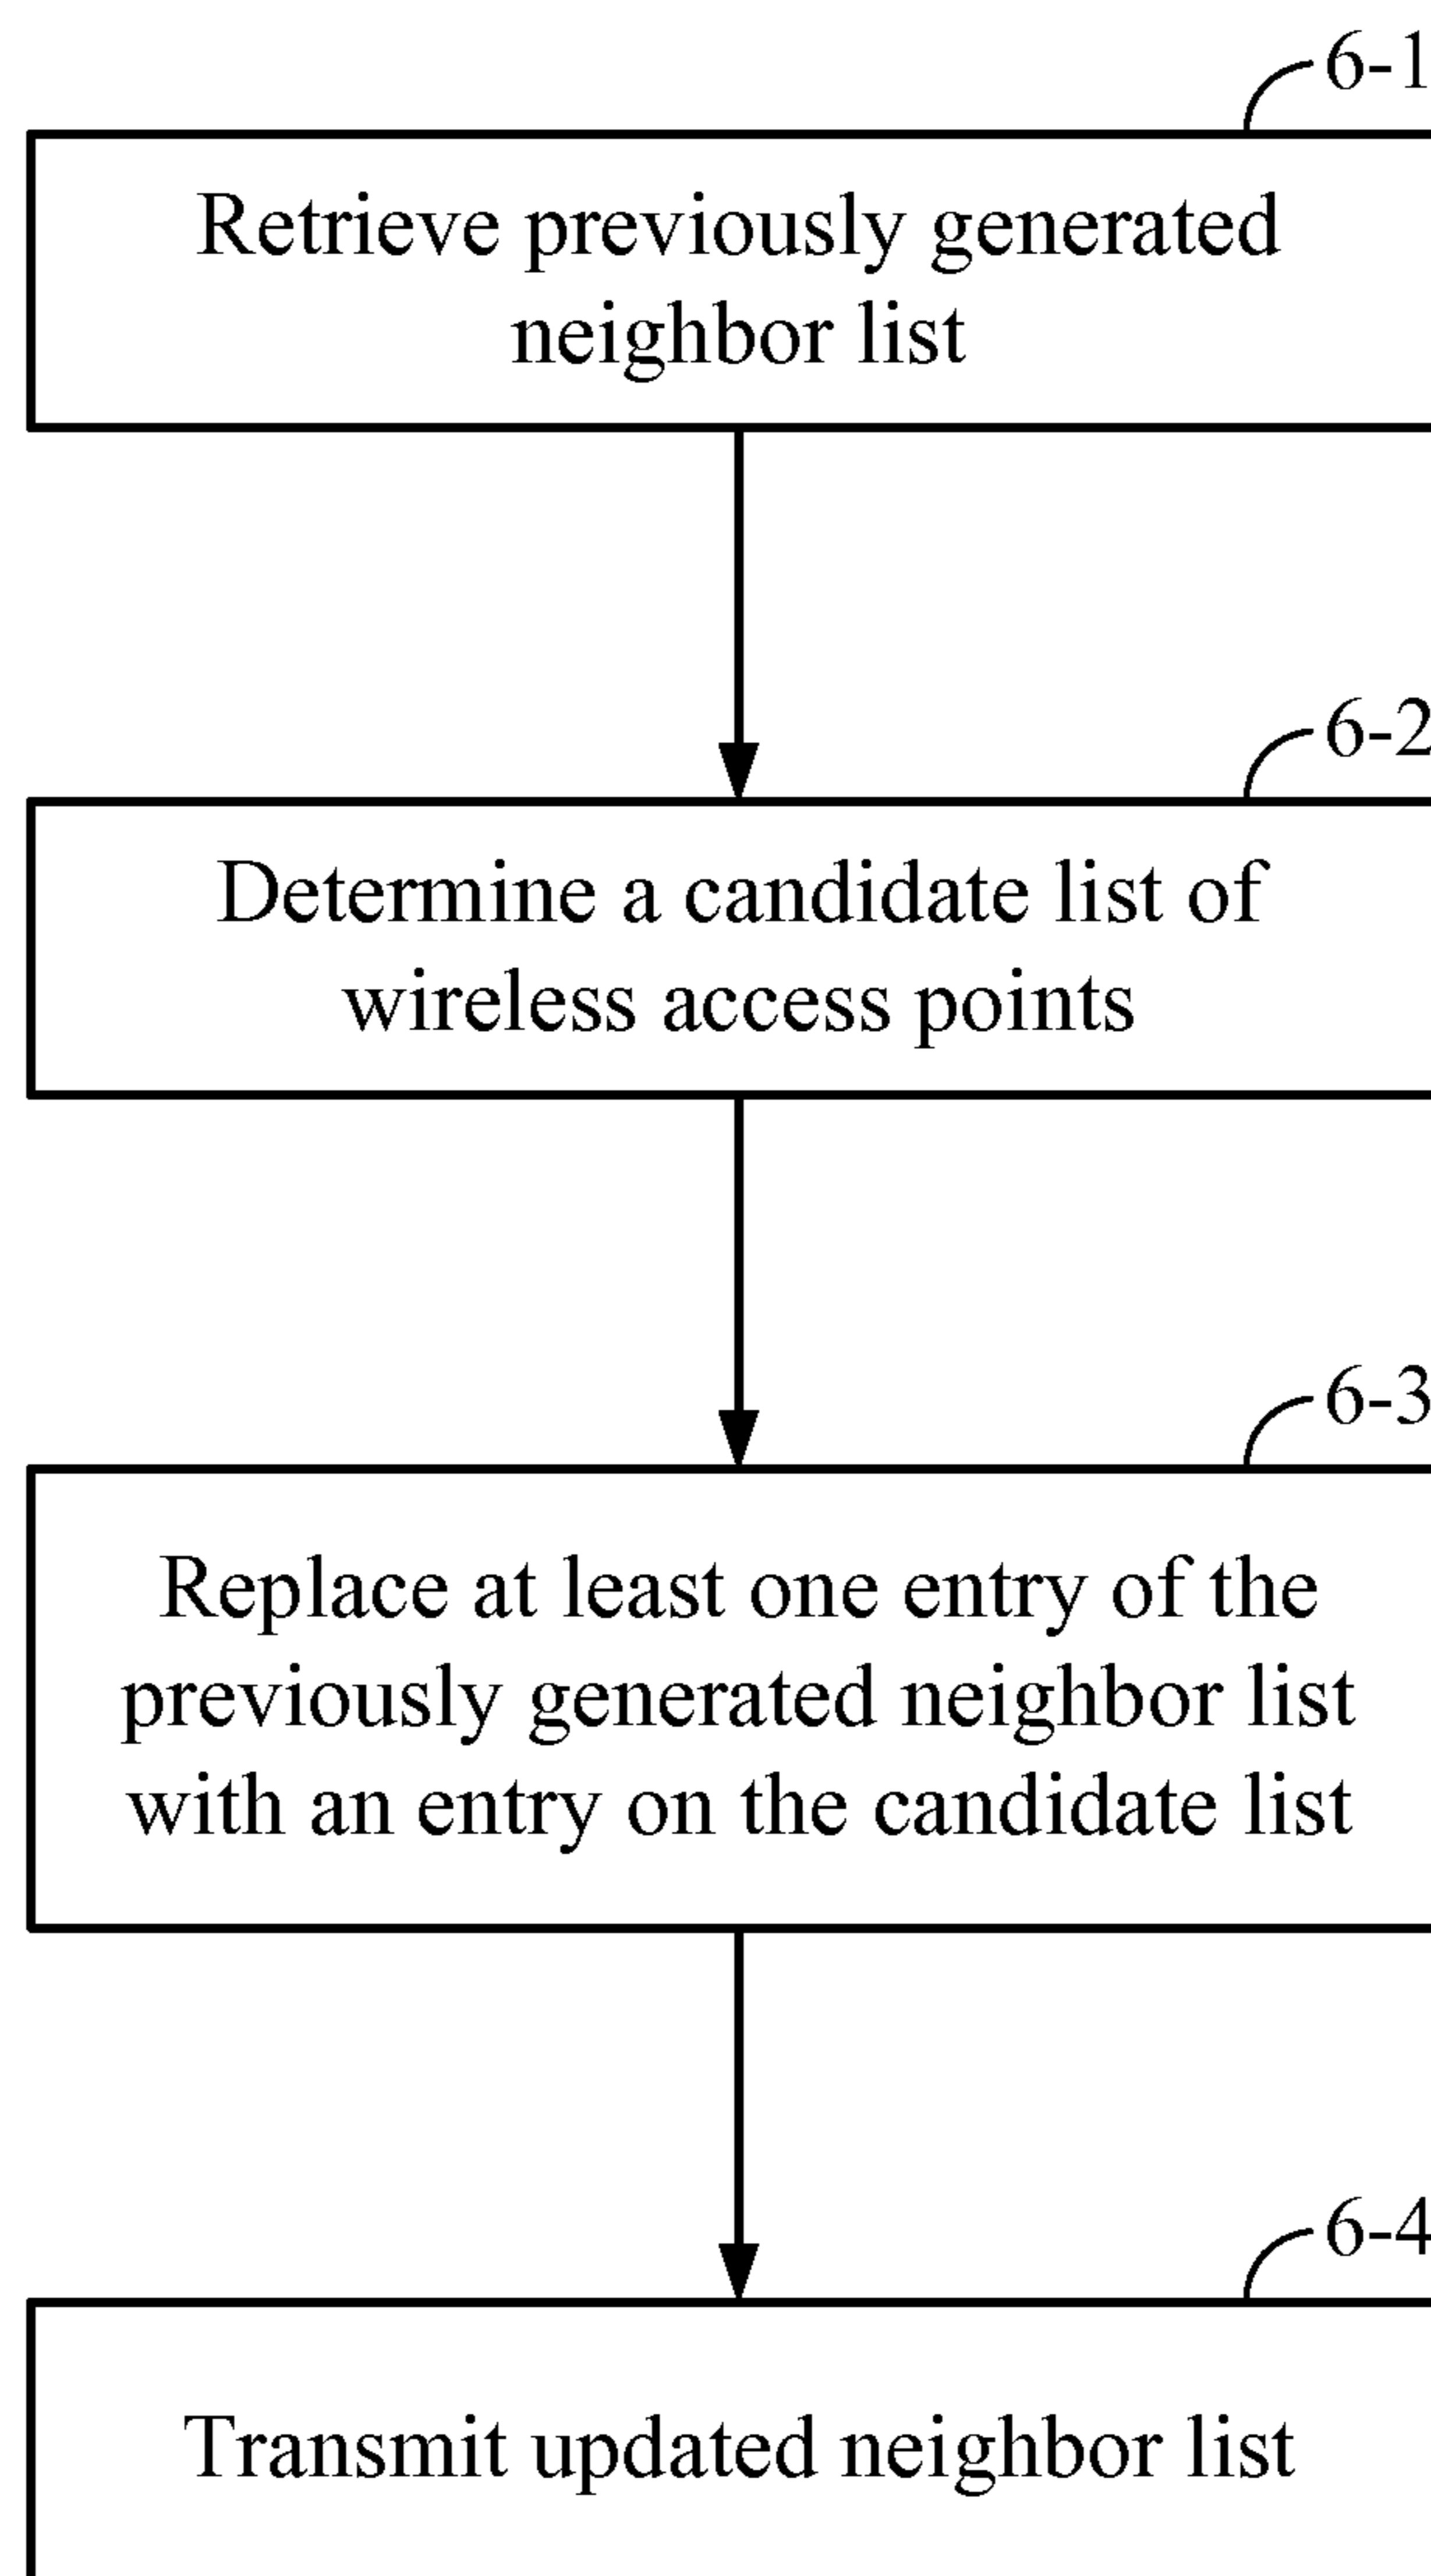 6-1
Retrieve previously generated
neighbor list
6-2
Determine a candidate list of
wireless access points
6-3
Replace at least one entry of the
previously generated neighbor list
with an entry on the candidate list
6-4
Transmit updated neighbor list